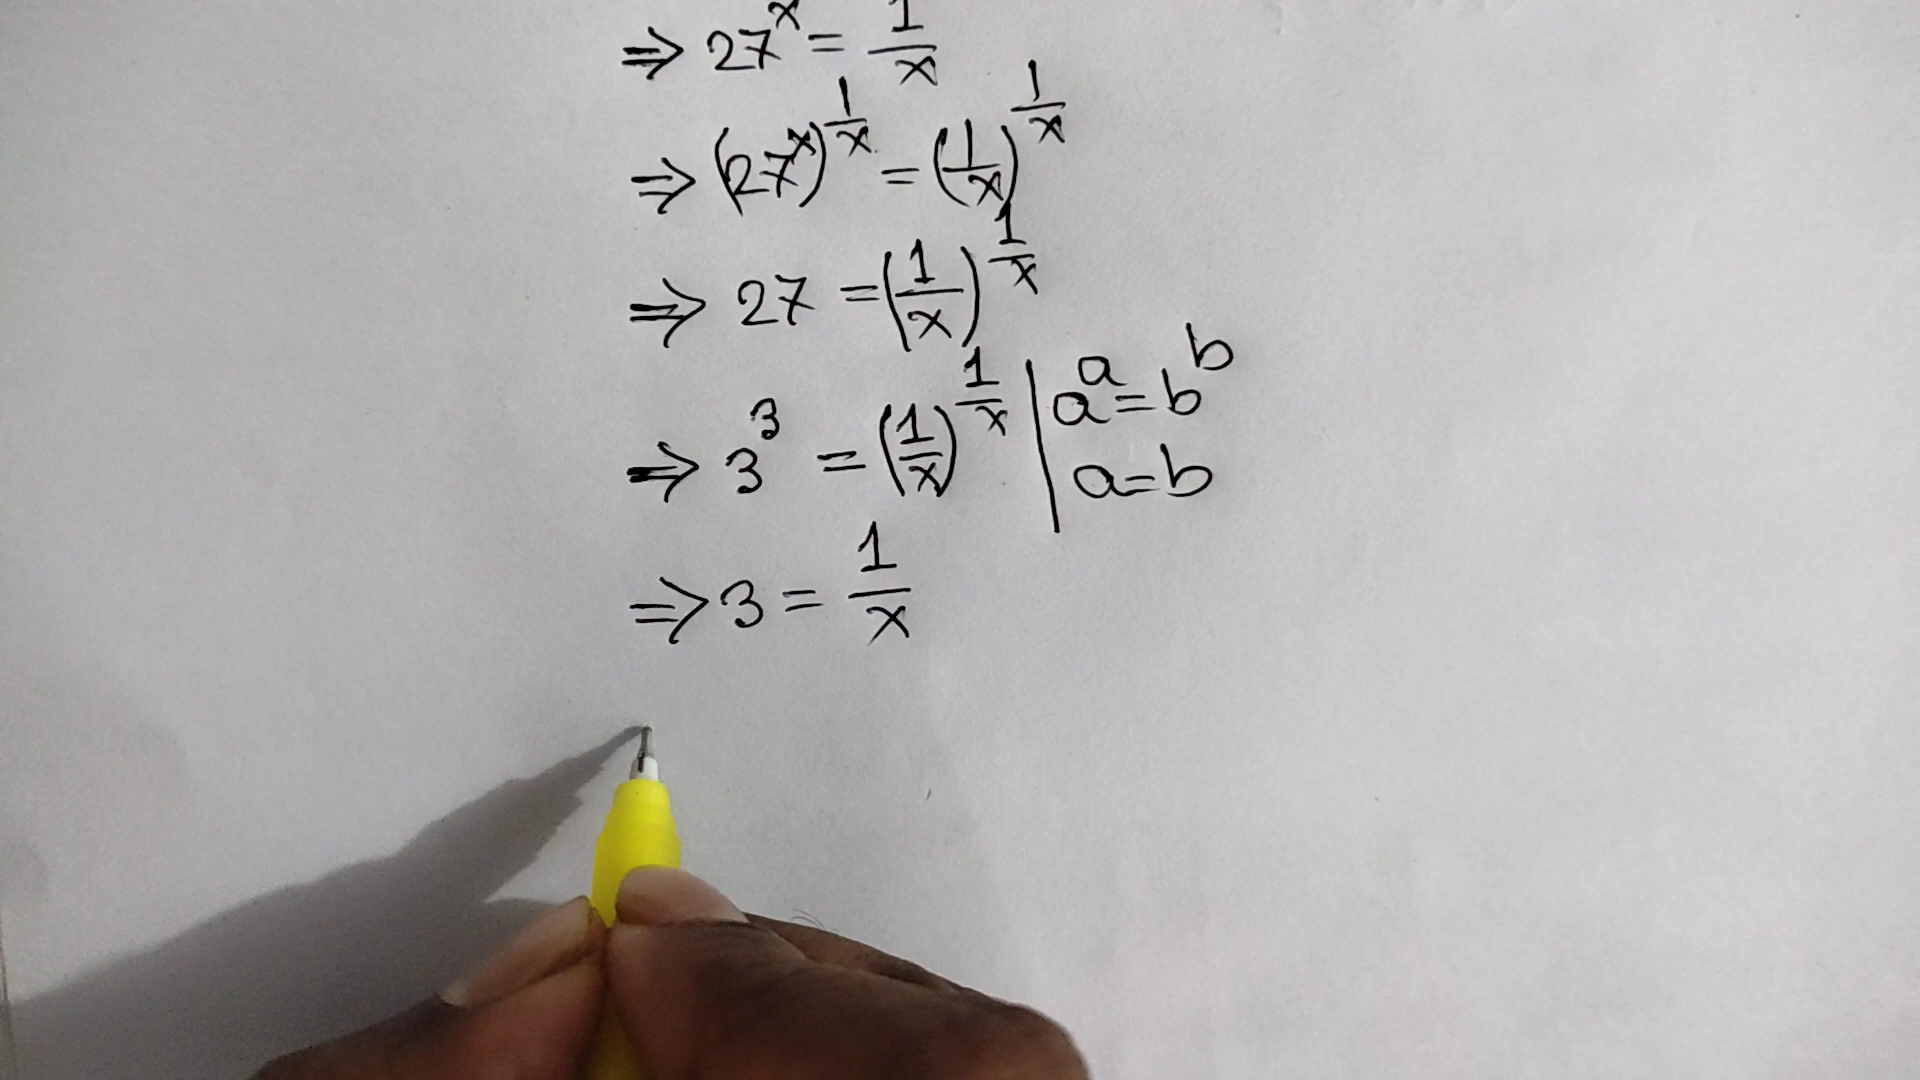 ⇒ 27^x = 1/x
⇒ (27^x)^(1/x) = (1/x)^(1/x)
⇒ 27 = (1/x)^(1/x)
⇒ 3^3 = (1/x)^(1/x) | a^a = b^b
a = b
⇒ 3 = 1/x